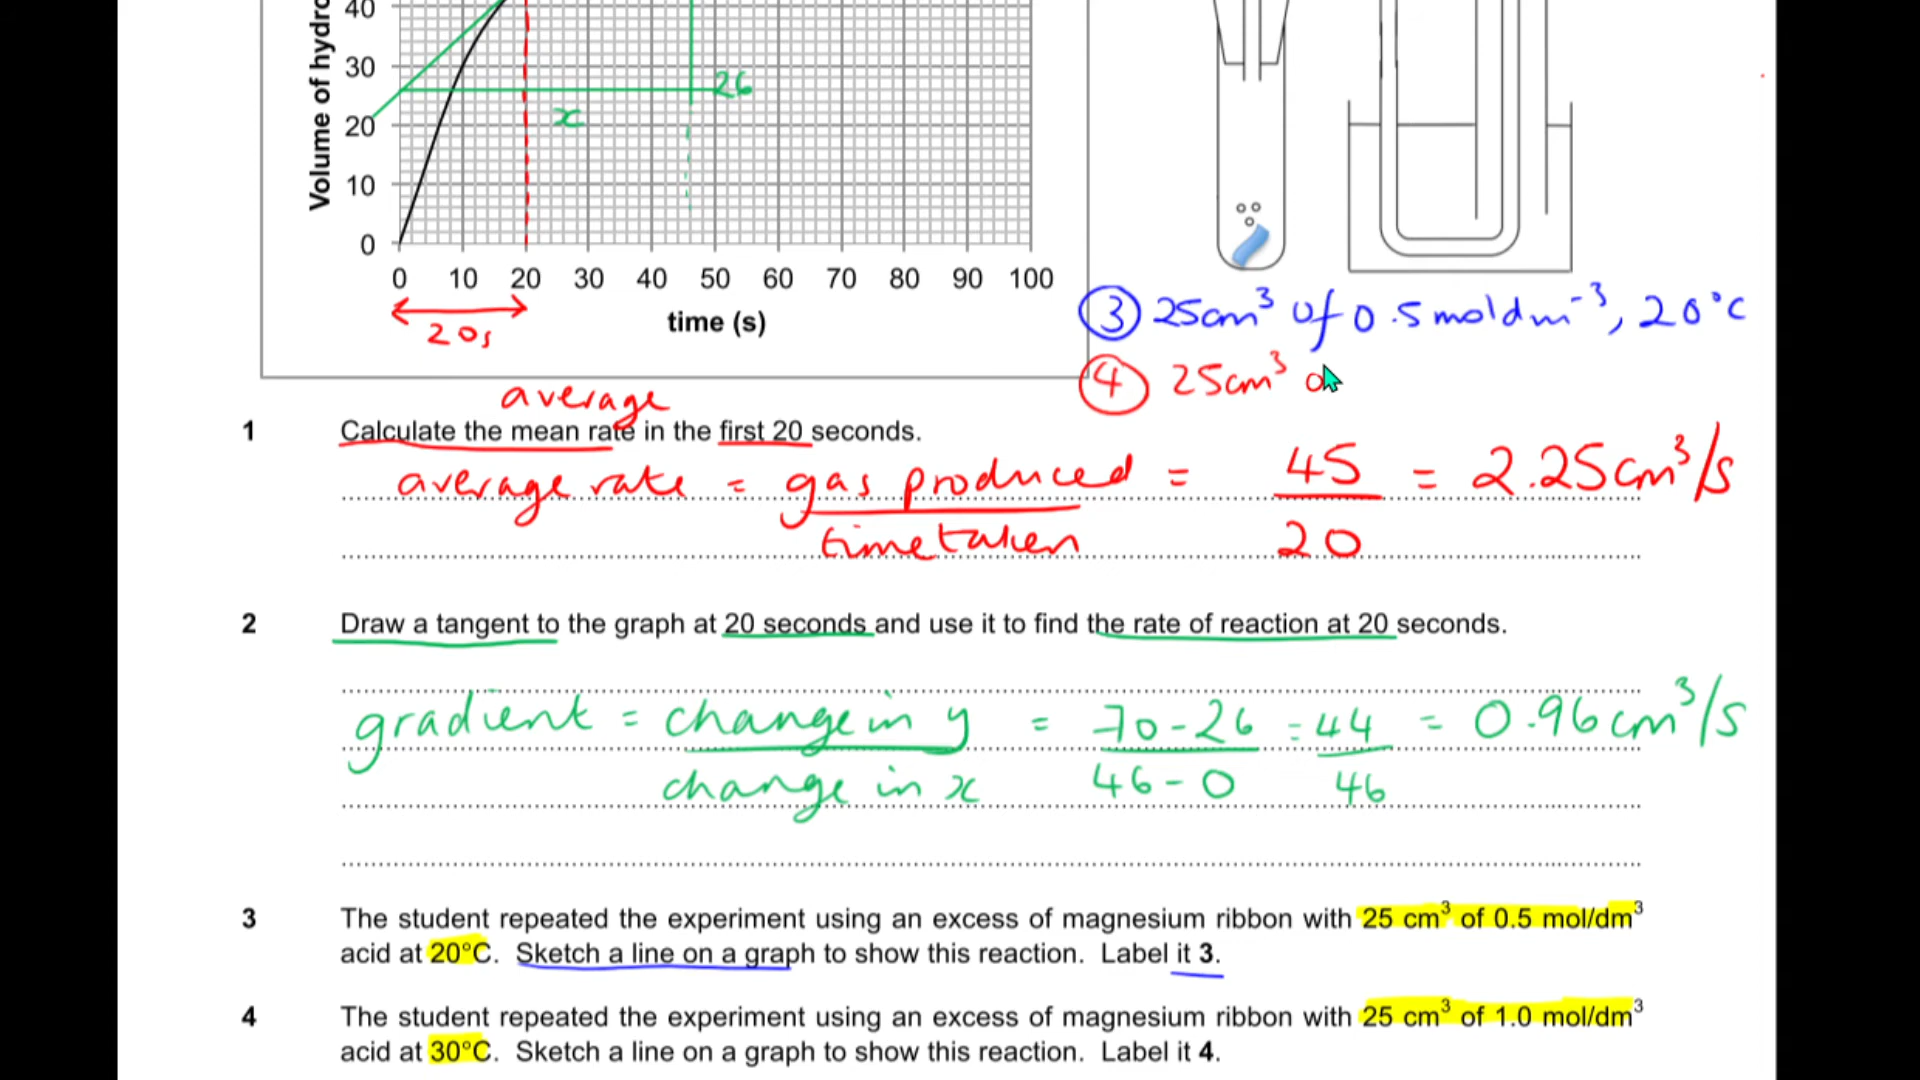 Volume of hydro
40
30
20
10
0
26
x
0 10 20 30 40 50 60 70 80 90 100
20s
time (s)
③ 25cm³ of 0.5 moldm⁻³, 20°C
④ 25cm³ o
average
1 Calculate the mean rate in the first 20 seconds.
average rate = gas produced = 45 = 2.25cm³/s
time taken 20
2 Draw a tangent to the graph at 20 seconds and use it to find the rate of reaction at 20 seconds.
gradient = change in y = 70-26 = 44 = 0.96cm³/s
change in x 46-0 46
3 The student repeated the experiment using an excess of magnesium ribbon with 25 cm³ of 0.5 mol/dm³
acid at 20°C. Sketch a line on a graph to show this reaction. Label it 3.
4 The student repeated the experiment using an excess of magnesium ribbon with 25 cm³ of 1.0 mol/dm³
acid at 30°C. Sketch a line on a graph to show this reaction. Label it 4.